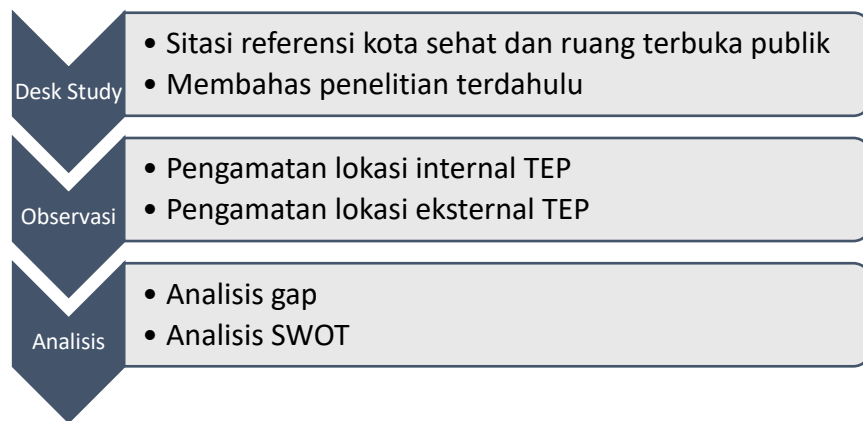 Desk Study
• Sitasi referensi kota sehat dan ruang terbuka publik
• Membahas penelitian terdahulu
Observasi
• Pengamatan lokasi internal TEP
• Pengamatan lokasi eksternal TEP
Analisis
• Analisis gap
• Analisis SWOT